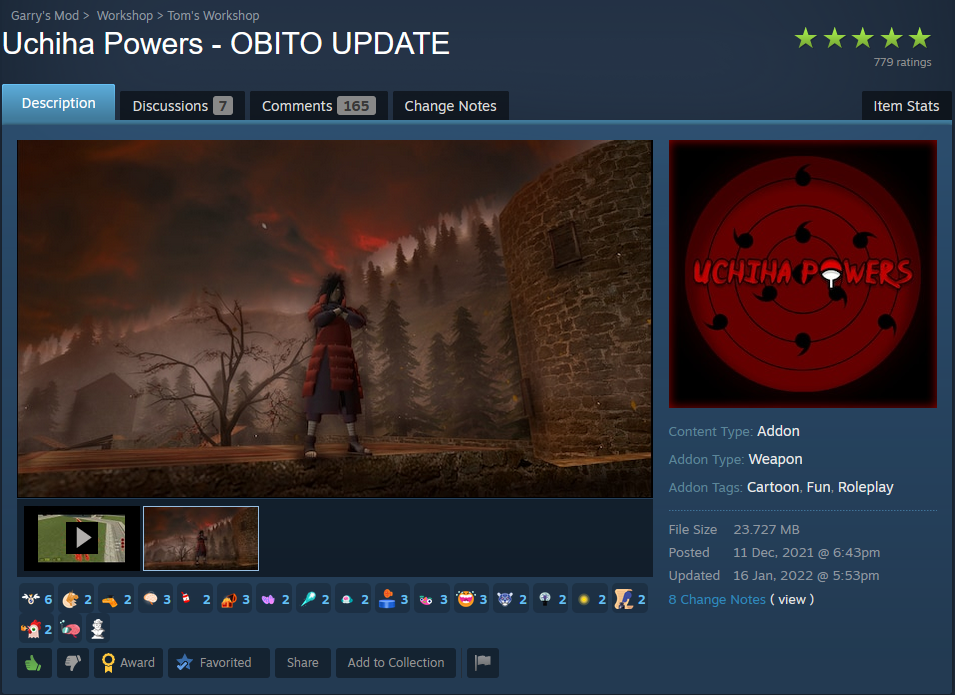 Garry's Mod > Workshop > Tom's Workshop
Uchiha Powers - OBITO UPDATE
779 ratings
Description
Discussions 7
Comments 165
Change Notes
Item Stats
UCHIHA POWERS
Content Type: Addon
Addon Type: Weapon
Addon Tags: Cartoon, Fun, Roleplay
File Size 23.727 MB
Posted 11 Dec, 2021 @ 6:43pm
Updated 16 Jan, 2022 @ 5:53pm
8 Change Notes ( view )
6 2 2 3 2 3 2 2 2 3 3 3 2 2 2 2
2
Award
Favorited
Share
Add to Collection